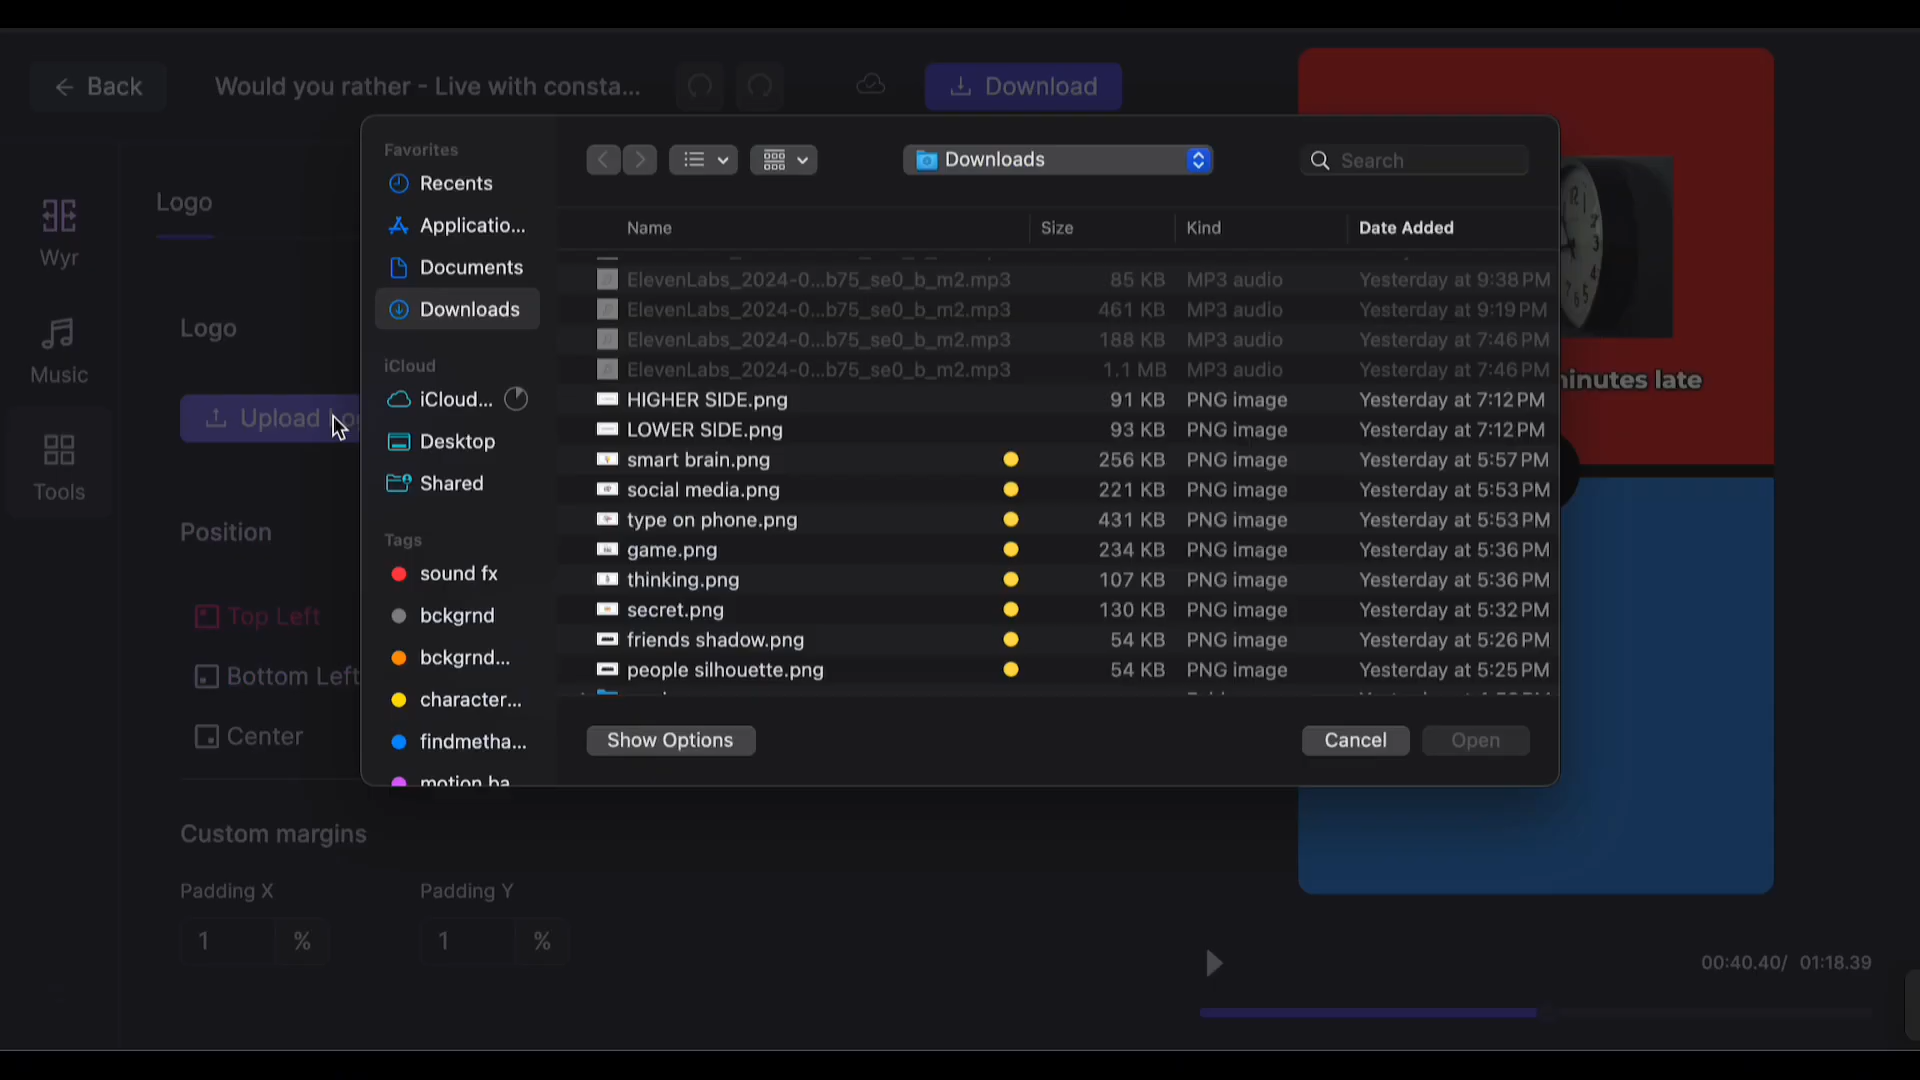 Back
Would you rather - Live with consta...
Download
Wyr
Music
Tools
Logo
Logo
Upload
Position
Top Left
Bottom Left
Center
Custom margins
Padding X
Padding Y
1 %
1 %
Favorites
Recents
Applicatio...
Documents
Downloads
iCloud
iCloud...
Desktop
Shared
Tags
sound fx
bckgrnd
bckgrnd...
character...
findmetha...
motion ba
Downloads
Search
Name Size Kind Date Added
ElevenLabs_2024-0...b75_se0_b_m2.mp3 85 KB MP3 audio Yesterday at 9:38 PM
ElevenLabs_2024-0...b75_se0_b_m2.mp3 461 KB MP3 audio Yesterday at 9:19 PM
ElevenLabs_2024-0...b75_se0_b_m2.mp3 188 KB MP3 audio Yesterday at 7:46 PM
ElevenLabs_2024-0...b75_se0_b_m2.mp3 1.1 MB MP3 audio Yesterday at 7:46 PM
HIGHER SIDE.png 91 KB PNG image Yesterday at 7:12 PM
LOWER SIDE.png 93 KB PNG image Yesterday at 7:12 PM
smart brain.png 256 KB PNG image Yesterday at 5:57 PM
social media.png 221 KB PNG image Yesterday at 5:53 PM
type on phone.png 431 KB PNG image Yesterday at 5:53 PM
game.png 234 KB PNG image Yesterday at 5:36 PM
thinking.png 107 KB PNG image Yesterday at 5:36 PM
secret.png 130 KB PNG image Yesterday at 5:32 PM
friends shadow.png 54 KB PNG image Yesterday at 5:26 PM
people silhouette.png 54 KB PNG image Yesterday at 5:25 PM
Show Options
Cancel
Open
minutes late
00:40.40/ 01:18.39